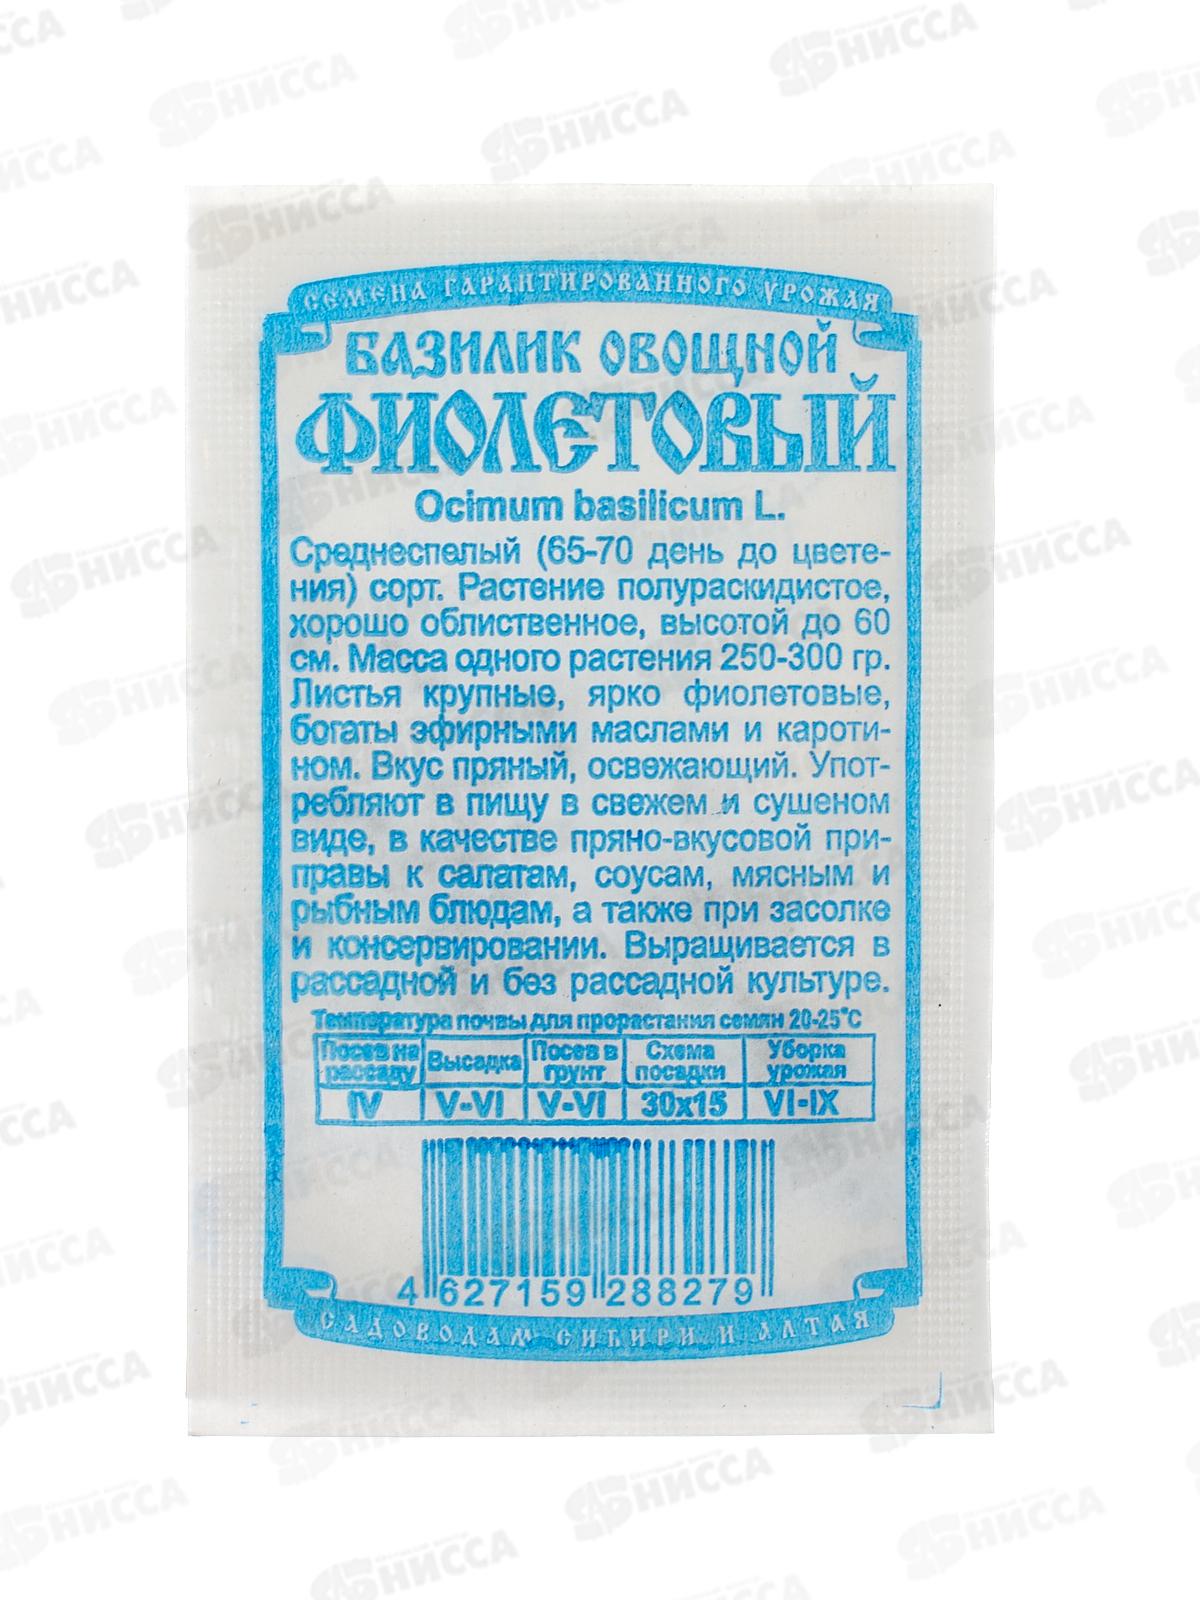 СЕМЕНА ГАРАНТИРОВАННОГО УРОЖАЯ
БАЗИЛИК ОВОЩНОЙ
ФИОЛЕТОВЫЙ
Ocimum basilicum L.
Среднеспелый (65-70 день до цвете-
ния) сорт. Растение полураскидистое,
хорошо облиственное, высотой до 60
см. Масса одного растения 250-300 гр.
Листья крупные, ярко фиолетовые,
богаты эфирными маслами и кароти-
ном. Вкус пряный, освежающий. Упот-
ребляют в пищу в свежем и сушеном
виде, в качестве пряно-вкусовой при-
правы к салатам, соусам, мясным и
рыбным блюдам, а также при засолке
и консервировании. Выращивается в
рассадной и без рассадной культуре.
Температура почвы для прорастания семян 20-25°С
Посев на рассаду Высадка Посев в грунт Схема посадки Уборка урожая
IV V-VI V-VI 30x15 VI-IX
4 627159 288279
САДОВОДАМ СИБИРИ И АЛТАЯ